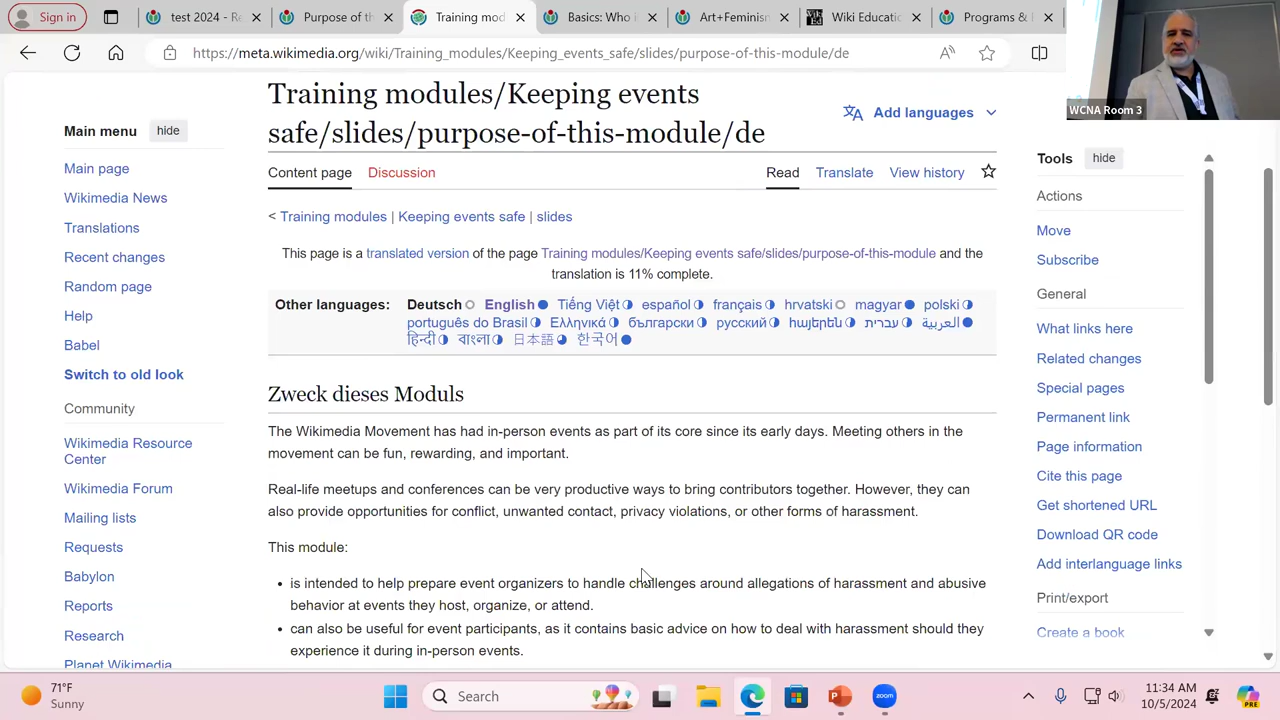 Sign in
test 2024 - Re
Purpose of th
Training mod
Basics: Who i
Art+Feminism
Wiki Educatio
Programs &
https://meta.wikimedia.org/wiki/Training_modules/Keeping_events_safe/slides/purpose-of-this-module/de
WCNA Room 3
Main menu hide
Main page
Wikimedia News
Translations
Recent changes
Random page
Help
Babel
Switch to old look
Community
Wikimedia Resource
Center
Wikimedia Forum
Mailing lists
Requests
Babylon
Reports
Research
Planet Wikimedia
Training modules/Keeping events
safe/slides/purpose-of-this-module/de
Add languages
Content page Discussion Read Translate View history
< Training modules | Keeping events safe | slides
This page is a translated version of the page Training modules/Keeping events safe/slides/purpose-of-this-module and the
translation is 11% complete.
Other languages: Deutsch English Tiếng Việt español français hrvatski magyar polski
português do Brasil Ελληνικά български русский հայերեն עברית العربية
हिन्दी বাংলা 日本語 한국어
Zweck dieses Moduls
The Wikimedia Movement has had in-person events as part of its core since its early days. Meeting others in the
movement can be fun, rewarding, and important.
Real-life meetups and conferences can be very productive ways to bring contributors together. However, they can
also provide opportunities for conflict, unwanted contact, privacy violations, or other forms of harassment.
This module:
• is intended to help prepare event organizers to handle challenges around allegations of harassment and abusive
behavior at events they host, organize, or attend.
• can also be useful for event participants, as it contains basic advice on how to deal with harassment should they
experience it during in-person events.
Tools hide
Actions
Move
Subscribe
General
What links here
Related changes
Special pages
Permanent link
Page information
Cite this page
Get shortened URL
Download QR code
Add interlanguage links
Print/export
Create a book
71°F
Sunny
Search
zoom
11:34 AM
10/5/2024
PRE